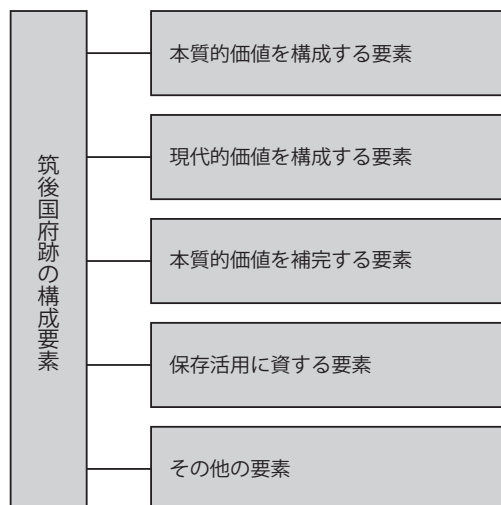 筑後国府跡の構成要素
本質的価値を構成する要素
現代的価値を構成する要素
本質的価値を補完する要素
保存活用に資する要素
その他の要素